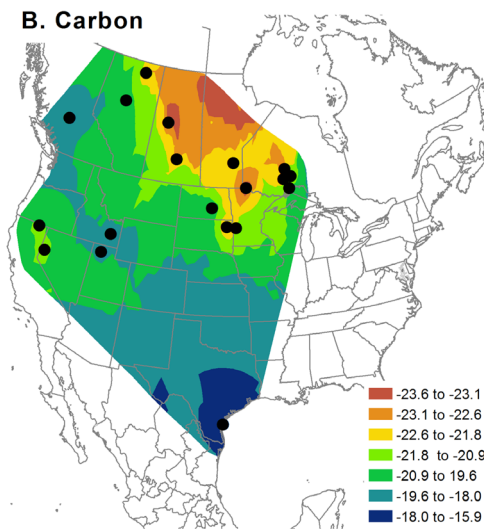 B. Carbon
-23.6 to -23.1
-23.1 to -22.6
-22.6 to -21.8
-21.8 to -20.9
-20.9 to 19.6
-19.6 to -18.0
-18.0 to -15.9